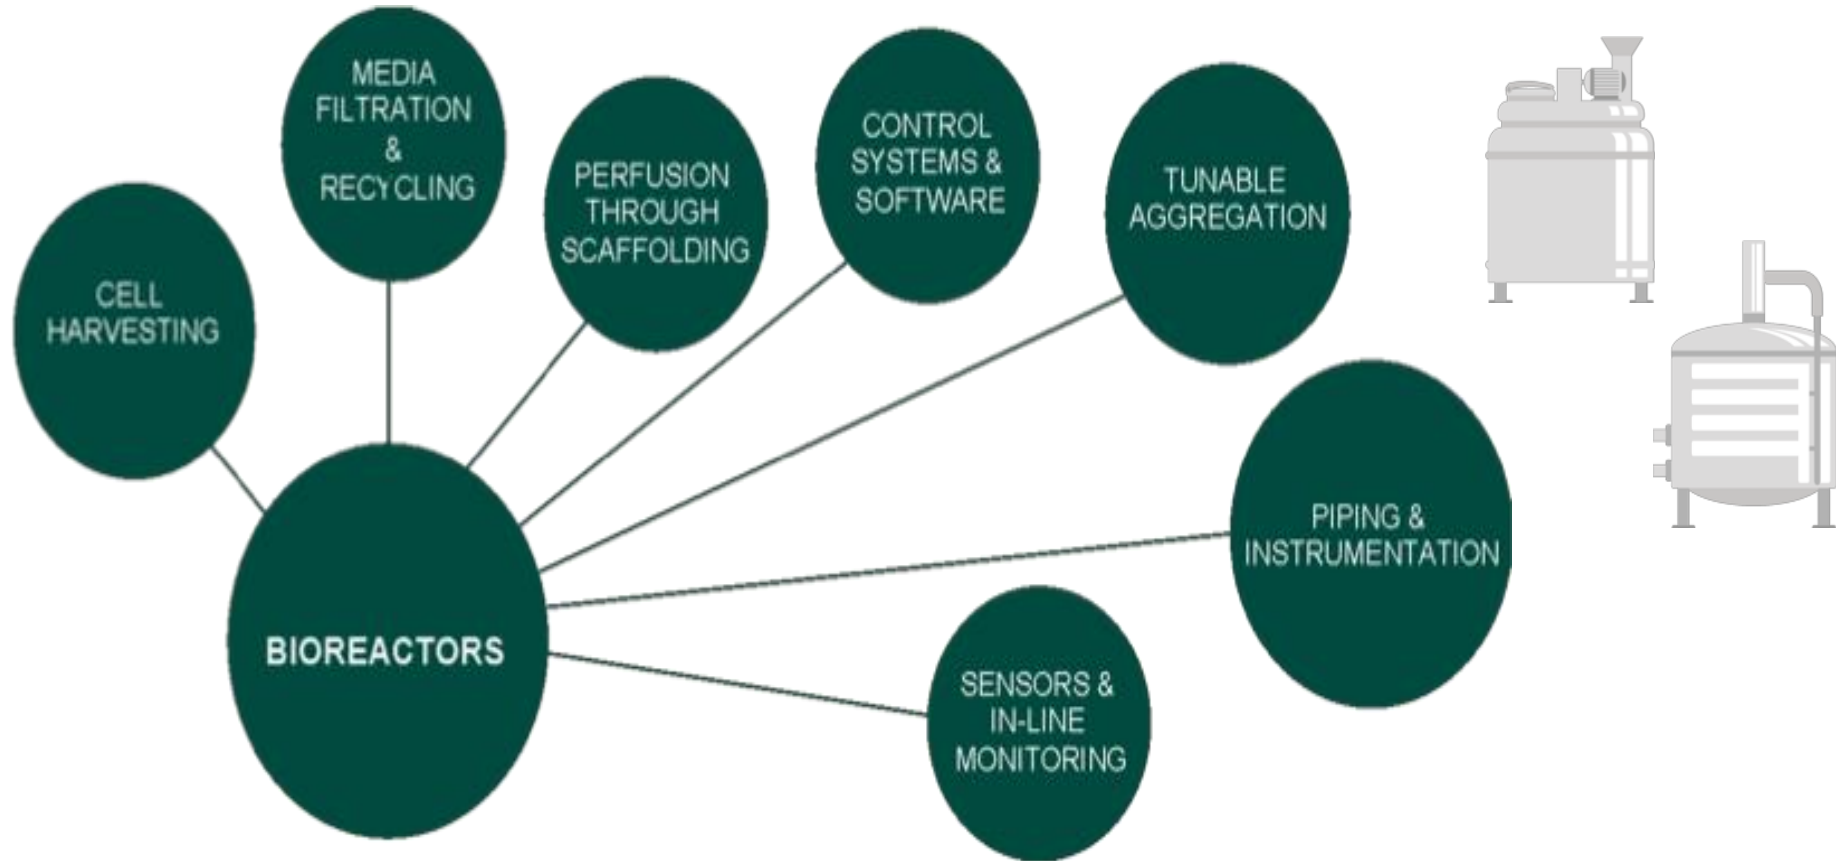 MEDIA
FILTRATION
&
RECYCLING
CELL
HARVESTING
PERFUSION
THROUGH
SCAFFOLDING
CONTROL
SYSTEMS &
SOFTWARE
TUNABLE
AGGREGATION
PIPING &
INSTRUMENTATION
SENSORS &
IN-LINE
MONITORING
BIOREACTORS